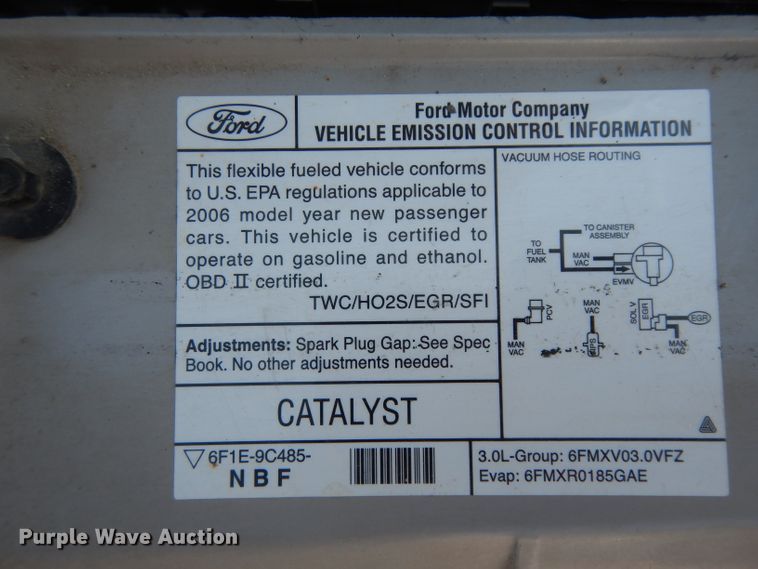 Ford
Ford Motor Company
VEHICLE EMISSION CONTROL INFORMATION
This flexible fueled vehicle conforms
to U.S. EPA regulations applicable to
2006 model year new passenger
cars. This vehicle is certified to
operate on gasoline and ethanol.
OBD II certified.
TWC/HO2S/EGR/SFI
Adjustments: Spark Plug Gap: See Spec
Book. No other adjustments needed.
CATALYST
6F1E-9C485-
NBF
VACUUM HOSE ROUTING
TO CANISTER
ASSEMBLY
TO
FUEL
TANK
MAN
VAC
EVMV
MAN
VAC
PCV
MAN
VAC
SOL V
EGR
EGR
MAN
VAC
3.0L-Group: 6FMXV03.0VFZ
Evap: 6FMXR0185GAE
Purple Wave Auction